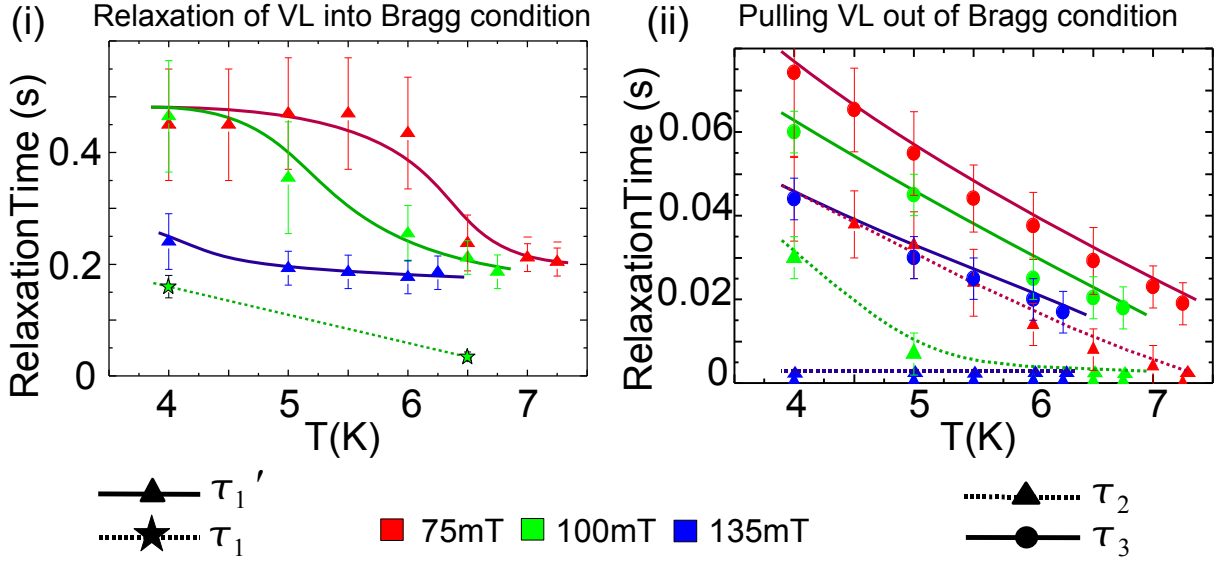 (i) Relaxation of VL into Bragg condition
(ii) Pulling VL out of Bragg condition
RelaxationTime (s)
0.4
0.2
0
4 5 6 7
T(K)
RelaxationTime (s)
0.06
0.04
0.02
0
4 5 6 7
T(K)
τ1′
τ1
75mT 100mT 135mT
τ2
τ3